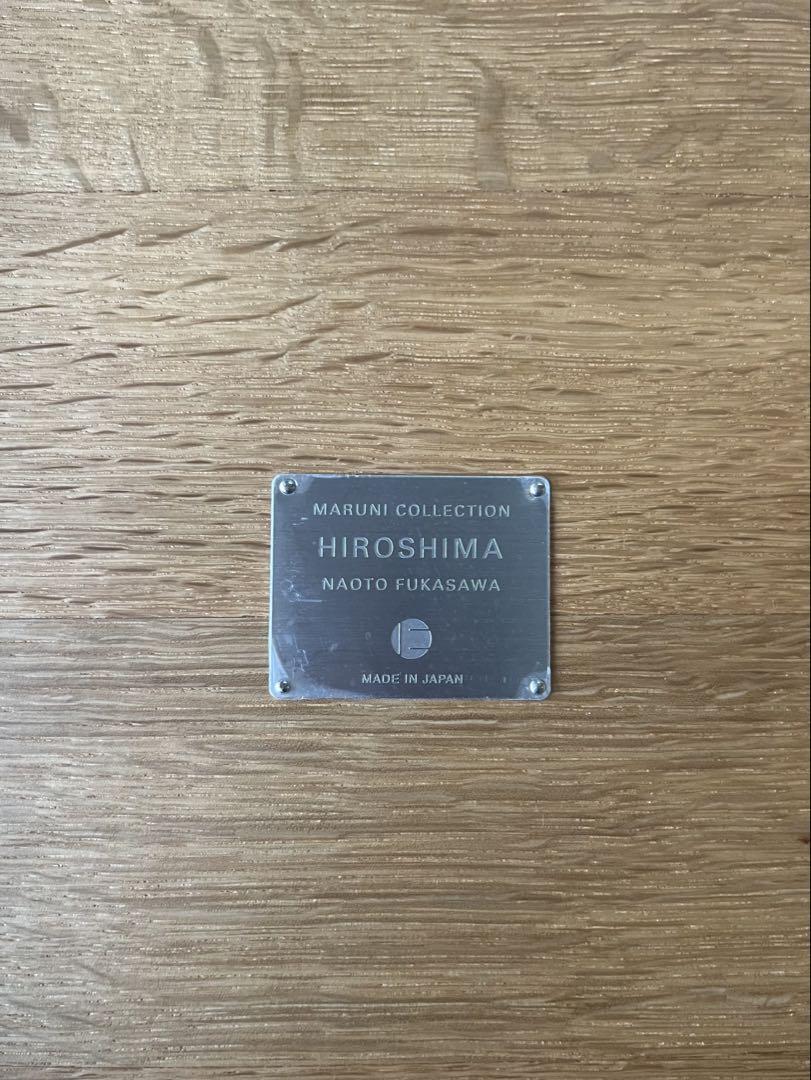 MARUNI COLLECTION
HIROSHIMA
NAOTO FUKASAWA
MADE IN JAPAN